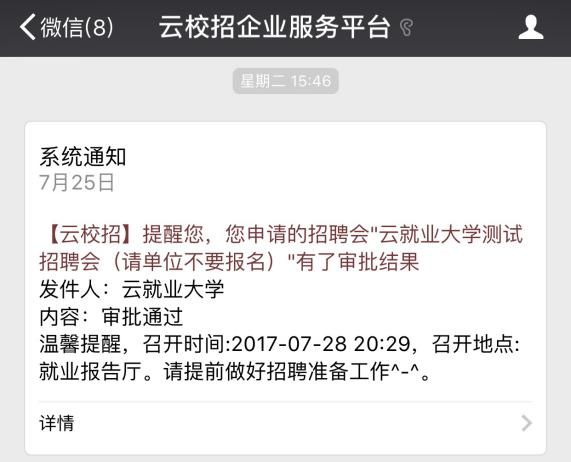 微信(8)
云校招企业服务平台
星期二 15:46
系统通知
7月25日
【云校招】提醒您，您申请的招聘会"云就业大学测试
招聘会（请单位不要报名）"有了审批结果
发件人：云就业大学
内容：审批通过
温馨提醒，召开时间:2017-07-28 20:29，召开地点:
就业报告厅。请提前做好招聘准备工作^-^。
详情